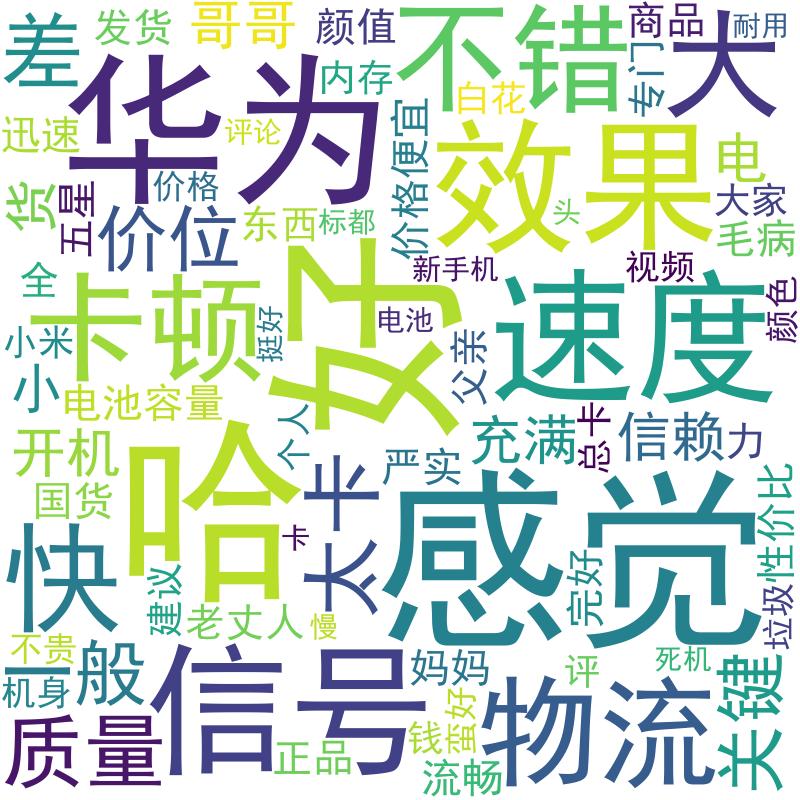 差
发货
哥哥
颜值
不错
商品
大
耐用
华为
内存
白花
专门
迅速
评论
价格便宜
效果
电
货
五星
价格
价位
东西
标都
头
大家
毛病
全
卡顿
好
新手机
视频
速度
颜色
小米
挺好
电池
父亲
小
电池容量
开机
哈
个人
太卡
严实
充满
总卡
信赖
力
国货
感觉
性价比
快
卡
建议
老丈人
慢
完好
垃圾
不贵
一般
机身
信号
妈妈
评
死机
关键
质量
正品
钱
蛮好
物流
流畅